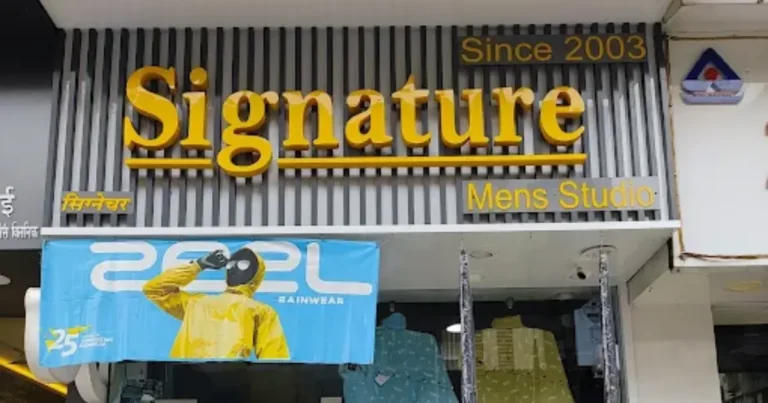 Since 2003
Signature
सिग्नेचर
Mens Studio
ZEEL
RAINWEAR
25